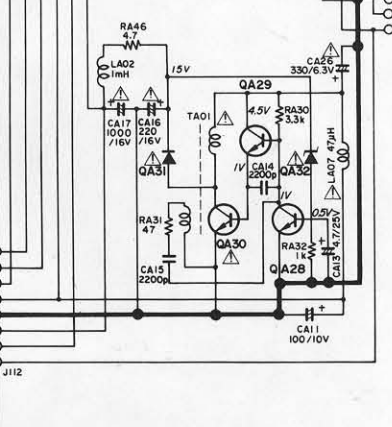 RA46
4.7
LA02
1mH
15V
CA26
330/6.3V
+
QA29
CA17
1000
/16V
+
CA16
220
/16V
+
TA01
4.5V
RA30
3.3k
LA07 47µH
QA31
1V
CA14
2200p
QA32
1V
RA31
47
0.5V
QA30
RA32
1k
CA13 4.7/25V
+
QA28
CA15
2200p
+
CA11
100/10V
J112